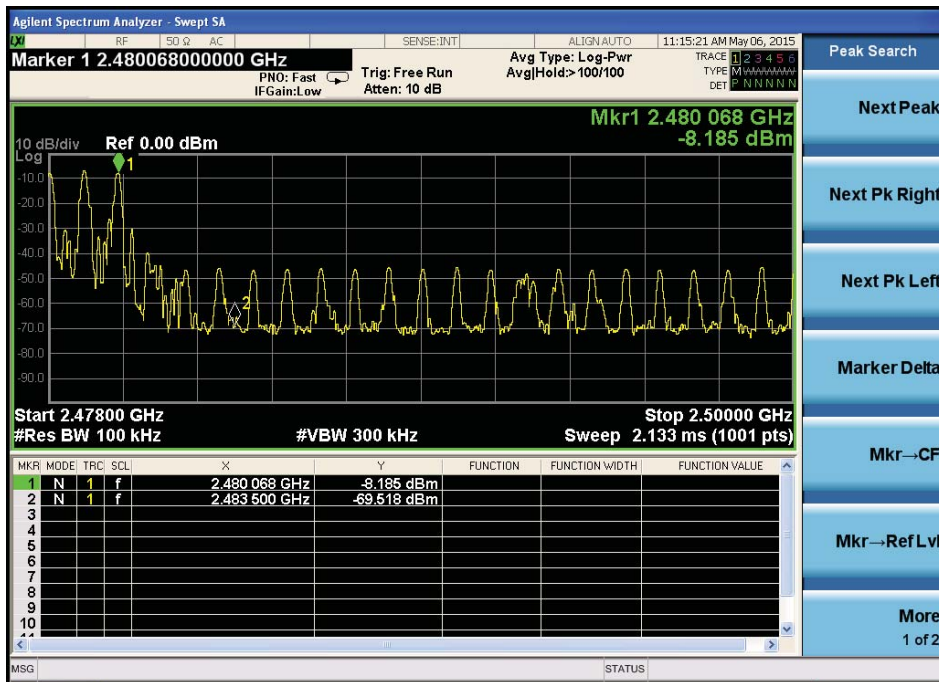 Agilent Spectrum Analyzer - Swept SA
LXI RF 50 Ω AC SENSE:INT ALIGN AUTO 11:15:21 AM May 06, 2015
Marker 1 2.480068000000 GHz
PNO: Fast
IFGain:Low
Trig: Free Run
Atten: 10 dB
Avg Type: Log-Pwr
Avg|Hold:>100/100
TRACE 1 2 3 4 5 6
TYPE M WWWWW
DET P N N N N N
Peak Search
Next Peak
Next Pk Right
Next Pk Left
Marker Delta
Mkr→CF
Mkr→Ref Lvl
More
1 of 2
Mkr1 2.480 068 GHz
-8.185 dBm
10 dB/div Ref 0.00 dBm
Log
1
-10.0
-20.0
-30.0
-40.0
-50.0
-60.0
2
-70.0
-80.0
-90.0
Start 2.47800 GHz Stop 2.50000 GHz
#Res BW 100 kHz #VBW 300 kHz Sweep 2.133 ms (1001 pts)
MKR MODE TRC SCL X Y FUNCTION FUNCTION WIDTH FUNCTION VALUE
1 N 1 f 2.480 068 GHz -8.185 dBm
2 N 1 f 2.483 500 GHz -69.518 dBm
3
4
5
6
7
8
9
10
11
MSG STATUS